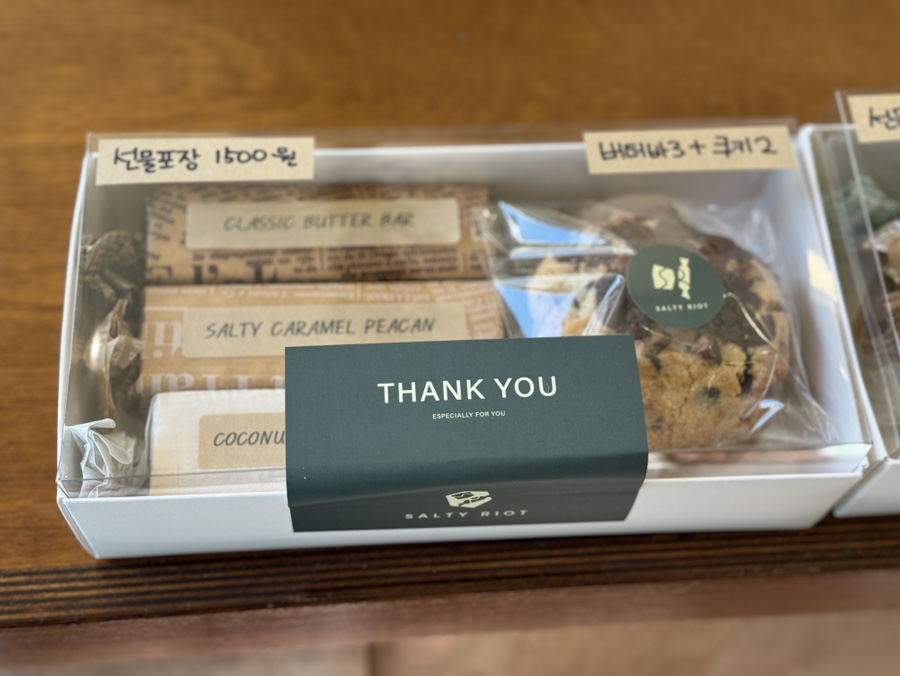 선물포장 1500원
버터바3 + 쿠키2
CLASSIC BUTTER BAR
SALTY CARAMEL PEACAN
COCONU
SALTY RIOT
THANK YOU
ESPECIALLY FOR YOU
SALTY RIOT